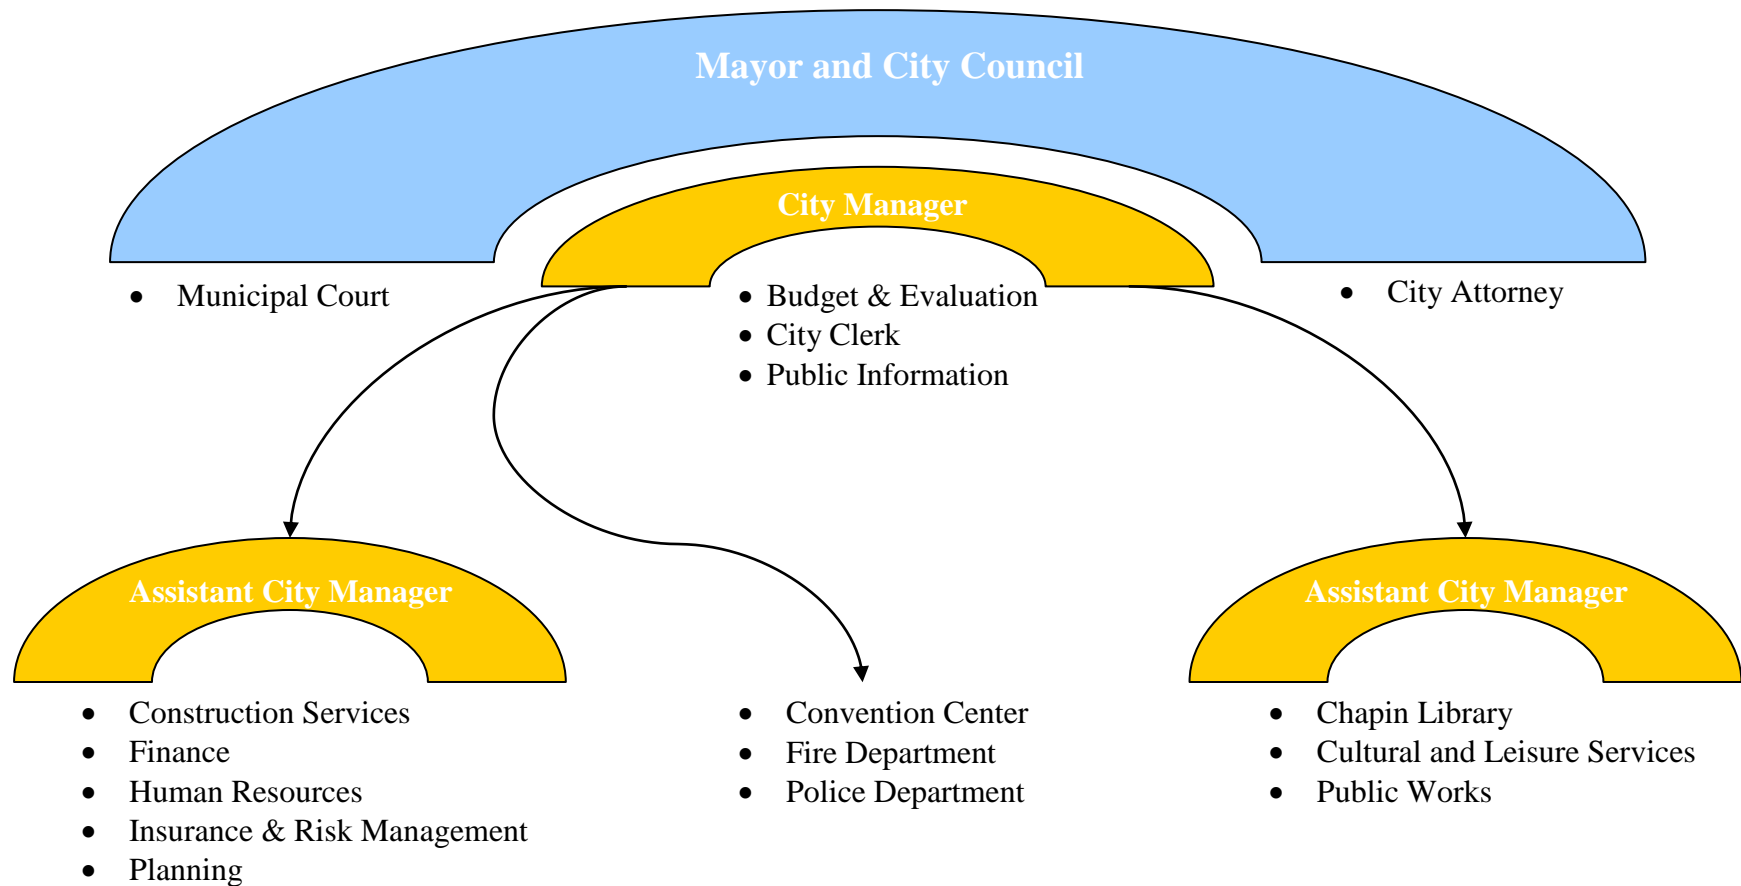 Mayor and City Council
City Manager
• Municipal Court
• Budget & Evaluation
• City Clerk
• Public Information
• City Attorney
Assistant City Manager
• Construction Services
• Finance
• Human Resources
• Insurance & Risk Management
• Planning
• Convention Center
• Fire Department
• Police Department
Assistant City Manager
• Chapin Library
• Cultural and Leisure Services
• Public Works